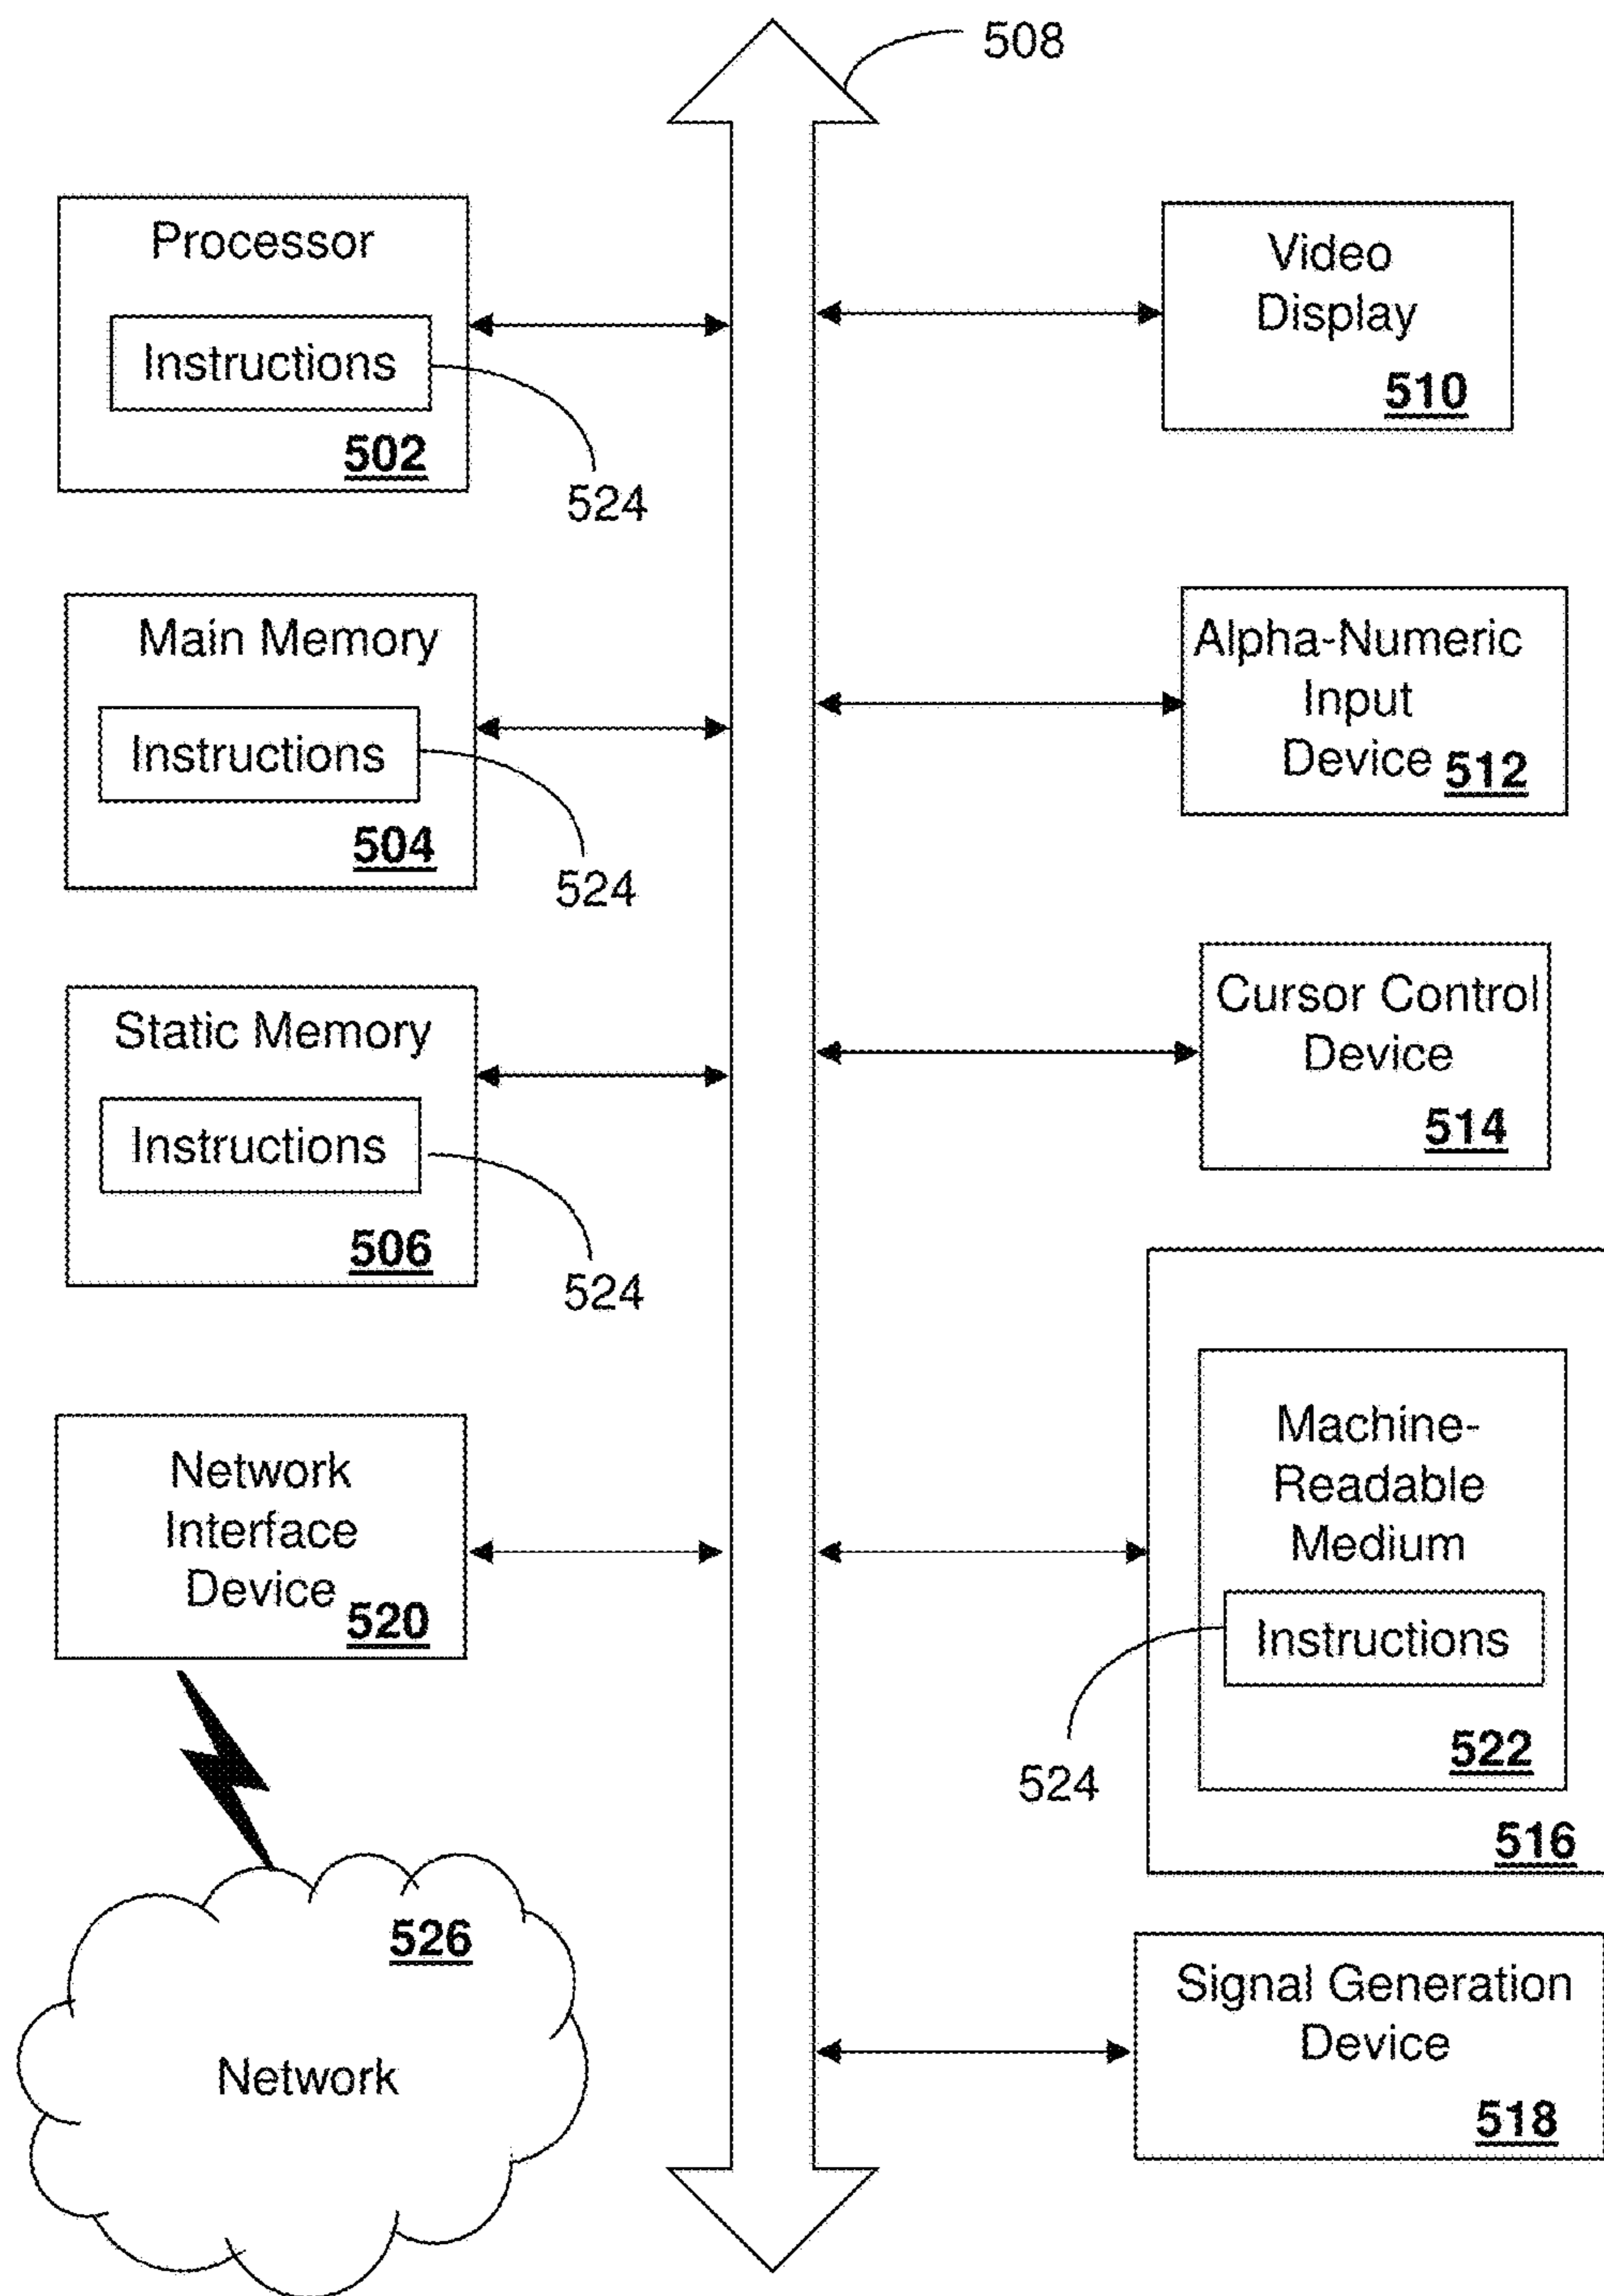 508
Processor
Instructions
502
524
Main Memory
Instructions
504
524
Static Memory
Instructions
506
524
Network
Interface
Device
520
526
Network
Video
Display
510
Alpha-Numeric
Input
Device 512
Cursor Control
Device
514
Machine-
Readable
Medium
Instructions
522
524
516
Signal Generation
Device
518